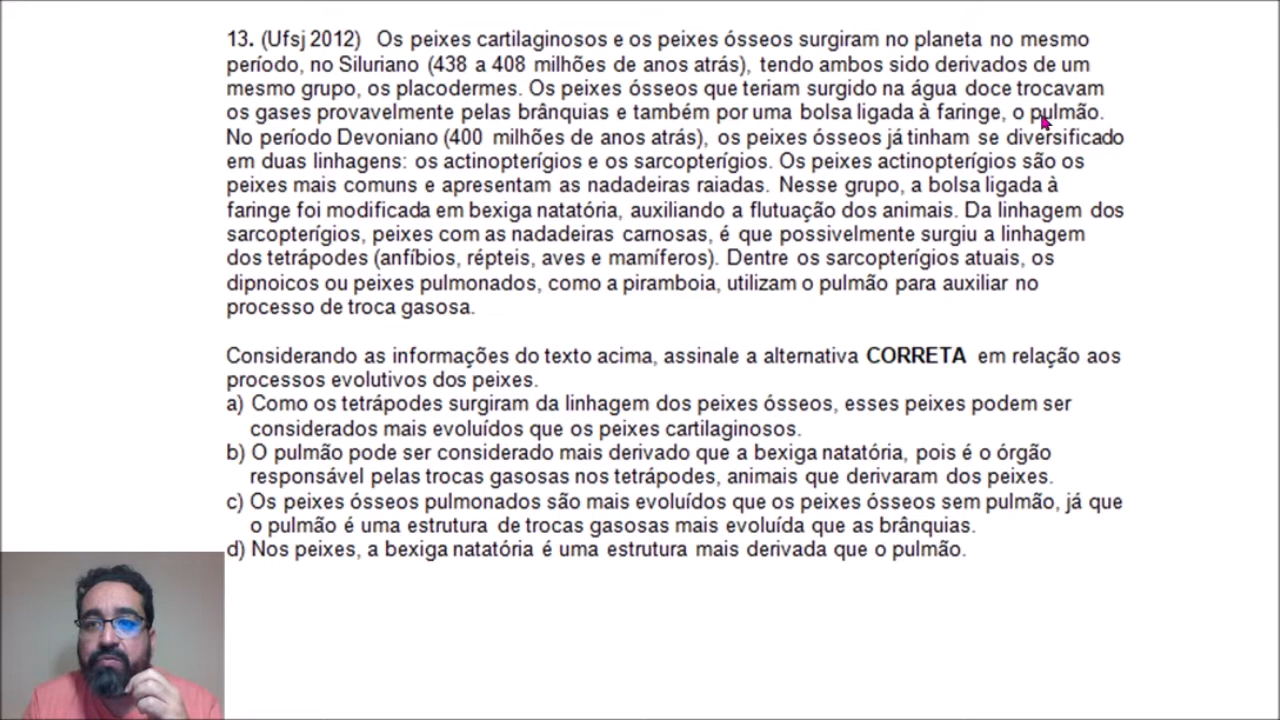 13. (Ufsj 2012) Os peixes cartilaginosos e os peixes ósseos surgiram no planeta no mesmo
período, no Siluriano (438 a 408 milhões de anos atrás), tendo ambos sido derivados de um
mesmo grupo, os placodermes. Os peixes ósseos que teriam surgido na água doce trocavam
os gases provavelmente pelas brânquias e também por uma bolsa ligada à faringe, o pulmão.
No período Devoniano (400 milhões de anos atrás), os peixes ósseos já tinham se diversificado
em duas linhagens: os actinopterígios e os sarcopterígios. Os peixes actinopterígios são os
peixes mais comuns e apresentam as nadadeiras raiadas. Nesse grupo, a bolsa ligada à
faringe foi modificada em bexiga natatória, auxiliando a flutuação dos animais. Da linhagem dos
sarcopterígios, peixes com as nadadeiras carnosas, é que possivelmente surgiu a linhagem
dos tetrápodes (anfíbios, répteis, aves e mamíferos). Dentre os sarcopterígios atuais, os
dipnoicos ou peixes pulmonados, como a piramboia, utilizam o pulmão para auxiliar no
processo de troca gasosa.
Considerando as informações do texto acima, assinale a alternativa CORRETA em relação aos
processos evolutivos dos peixes.
a) Como os tetrápodes surgiram da linhagem dos peixes ósseos, esses peixes podem ser
considerados mais evoluídos que os peixes cartilaginosos.
b) O pulmão pode ser considerado mais derivado que a bexiga natatória, pois é o órgão
responsável pelas trocas gasosas nos tetrápodes, animais que derivaram dos peixes.
c) Os peixes ósseos pulmonados são mais evoluídos que os peixes ósseos sem pulmão, já que
o pulmão é uma estrutura de trocas gasosas mais evoluída que as brânquias.
d) Nos peixes, a bexiga natatória é uma estrutura mais derivada que o pulmão.